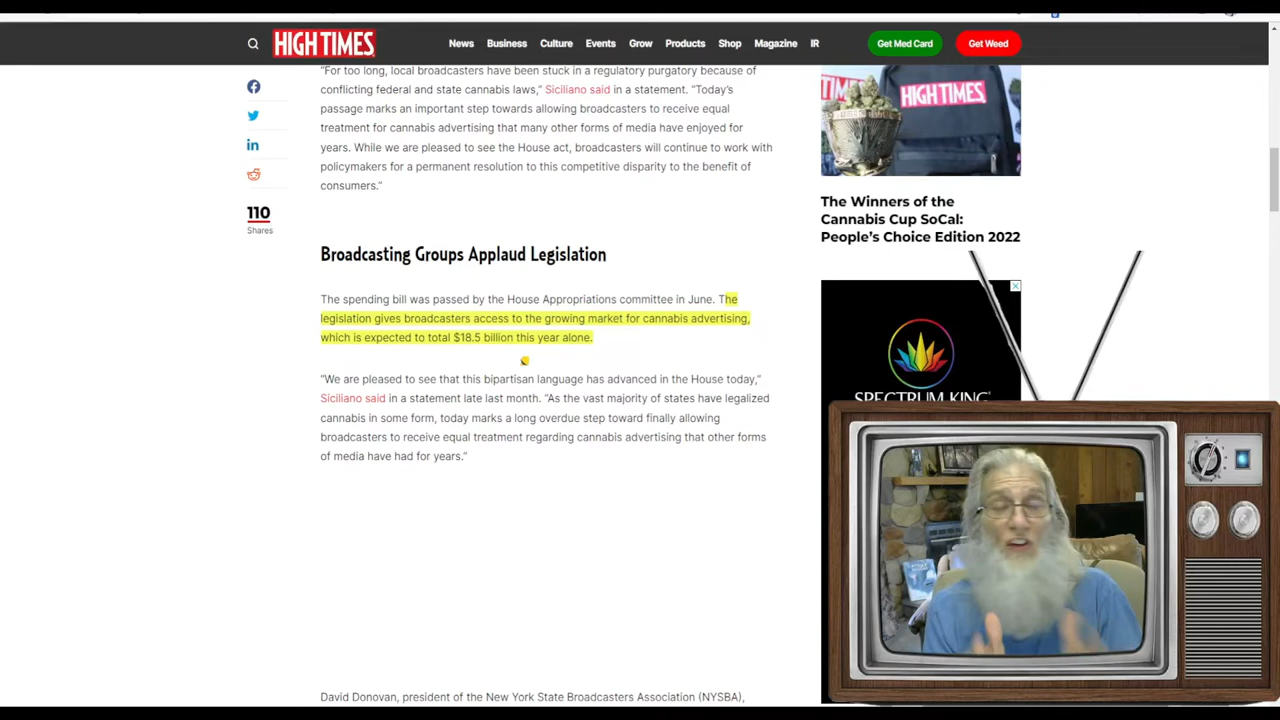 HIGH TIMES
News Business Culture Events Grow Products Shop Magazine IR
Get Med Card
Get Weed
110
Shares
“For too long, local broadcasters have been stuck in a regulatory purgatory because of
conflicting federal and state cannabis laws,” Siciliano said in a statement. “Today’s
passage marks an important step towards allowing broadcasters to receive equal
treatment for cannabis advertising that many other forms of media have enjoyed for
years. While we are pleased to see the House act, broadcasters will continue to work with
policymakers for a permanent resolution to this competitive disparity to the benefit of
consumers.”
Broadcasting Groups Applaud Legislation
The spending bill was passed by the House Appropriations committee in June. The
legislation gives broadcasters access to the growing market for cannabis advertising,
which is expected to total $18.5 billion this year alone.
“We are pleased to see that this bipartisan language has advanced in the House today,”
Siciliano said in a statement late last month. “As the vast majority of states have legalized
cannabis in some form, today marks a long overdue step toward finally allowing
broadcasters to receive equal treatment regarding cannabis advertising that other forms
of media have had for years.”
David Donovan, president of the New York State Broadcasters Association (NYSBA),
HIGH TIMES
HIGH TIMES
The Winners of the
Cannabis Cup SoCal:
People’s Choice Edition 2022
SPECTRUM KING